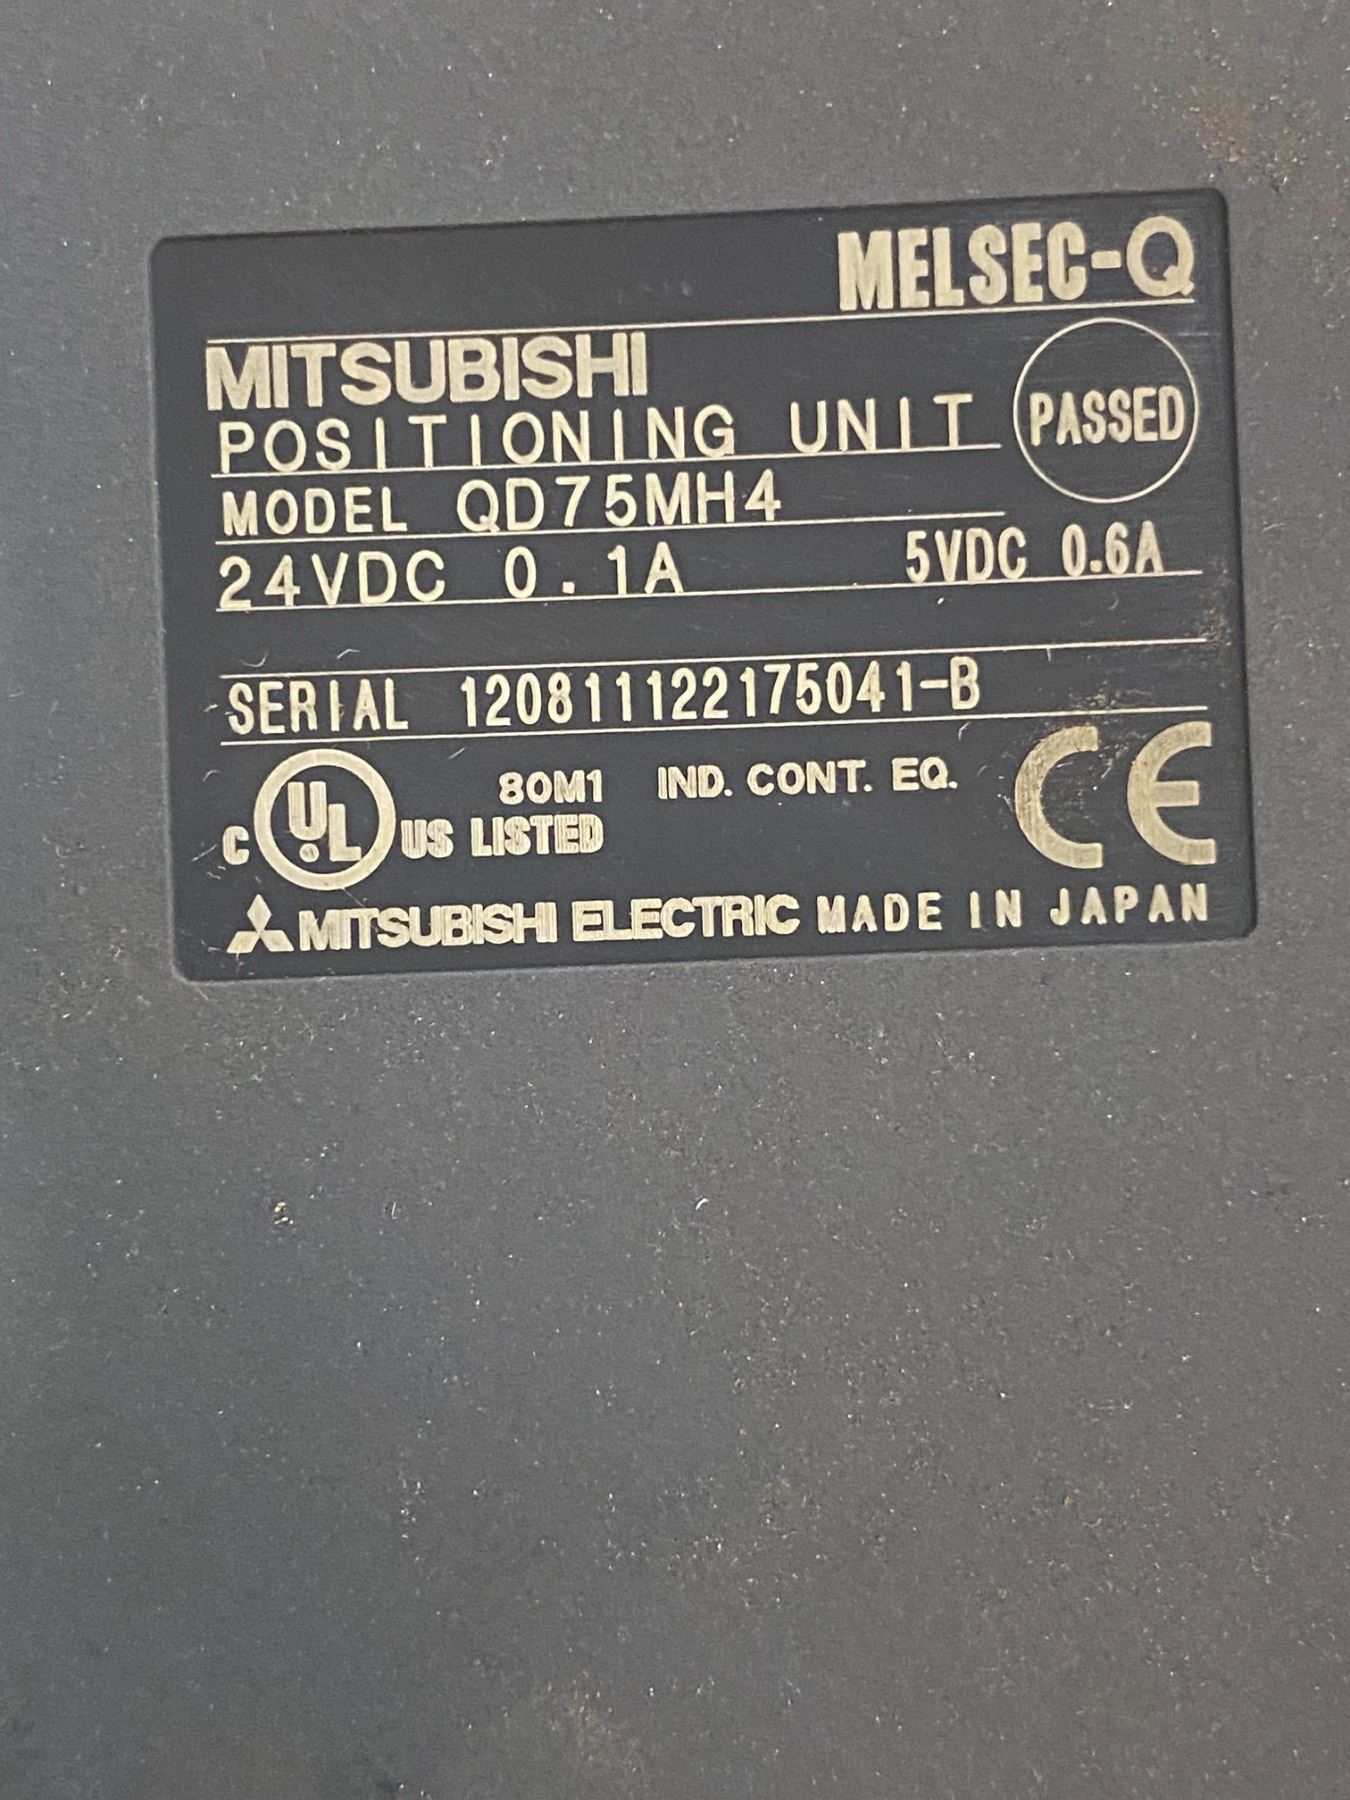 MELSEC-Q
MITSUBISHI
POSITIONING UNIT
PASSED
MODEL QD75MH4
24VDC 0.1A 5VDC 0.6A
SERIAL 120811122175041-B
C UL US LISTED 80M1 IND. CONT. EQ.
CE
MITSUBISHI ELECTRIC MADE IN JAPAN